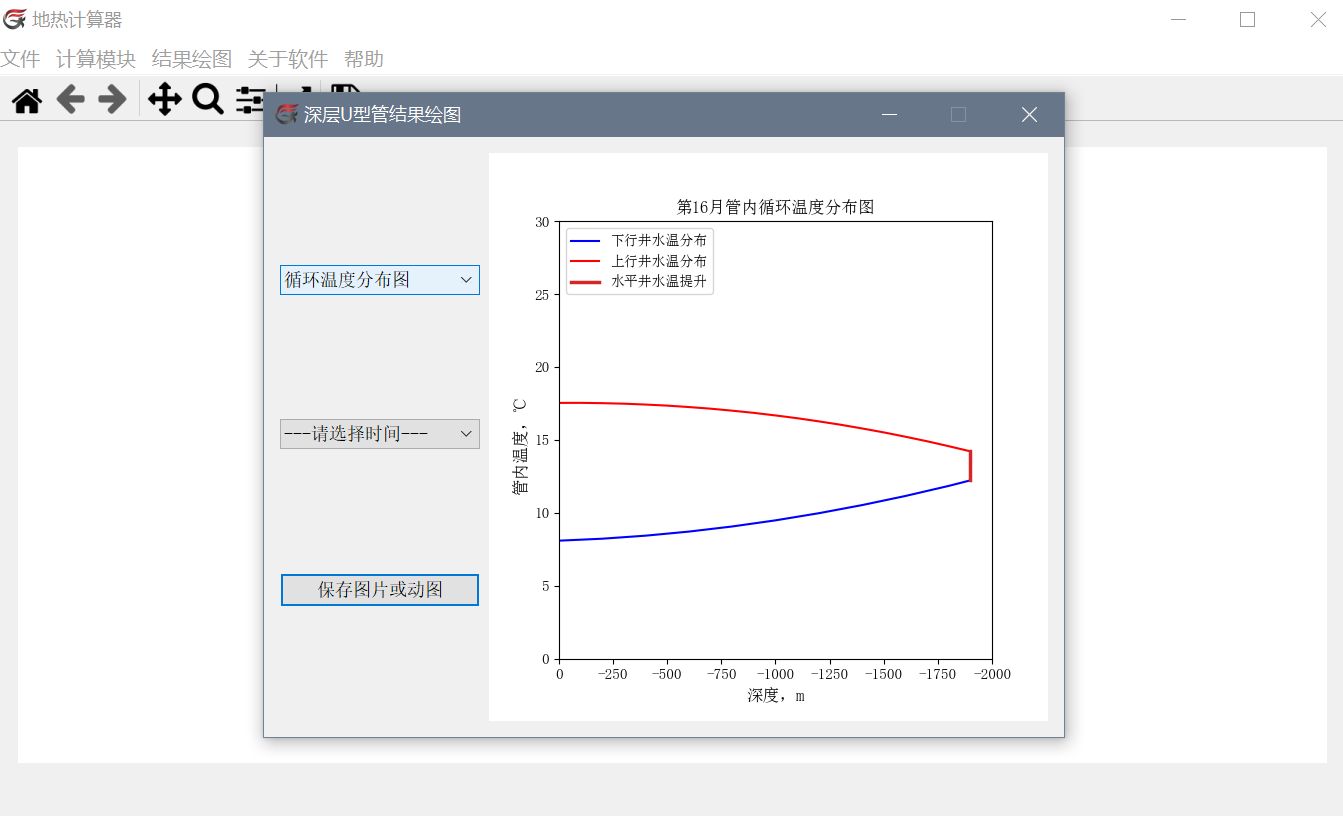 地热计算器
文件 计算模块 结果绘图 关于软件 帮助
深层U型管结果绘图
循环温度分布图
---请选择时间---
保存图片或动图
第16月管内循环温度分布图
下行井水温分布
上行井水温分布
水平井水温提升
管内温度，℃
30
25
20
15
10
5
0
0 -250 -500 -750 -1000 -1250 -1500 -1750 -2000
深度，m